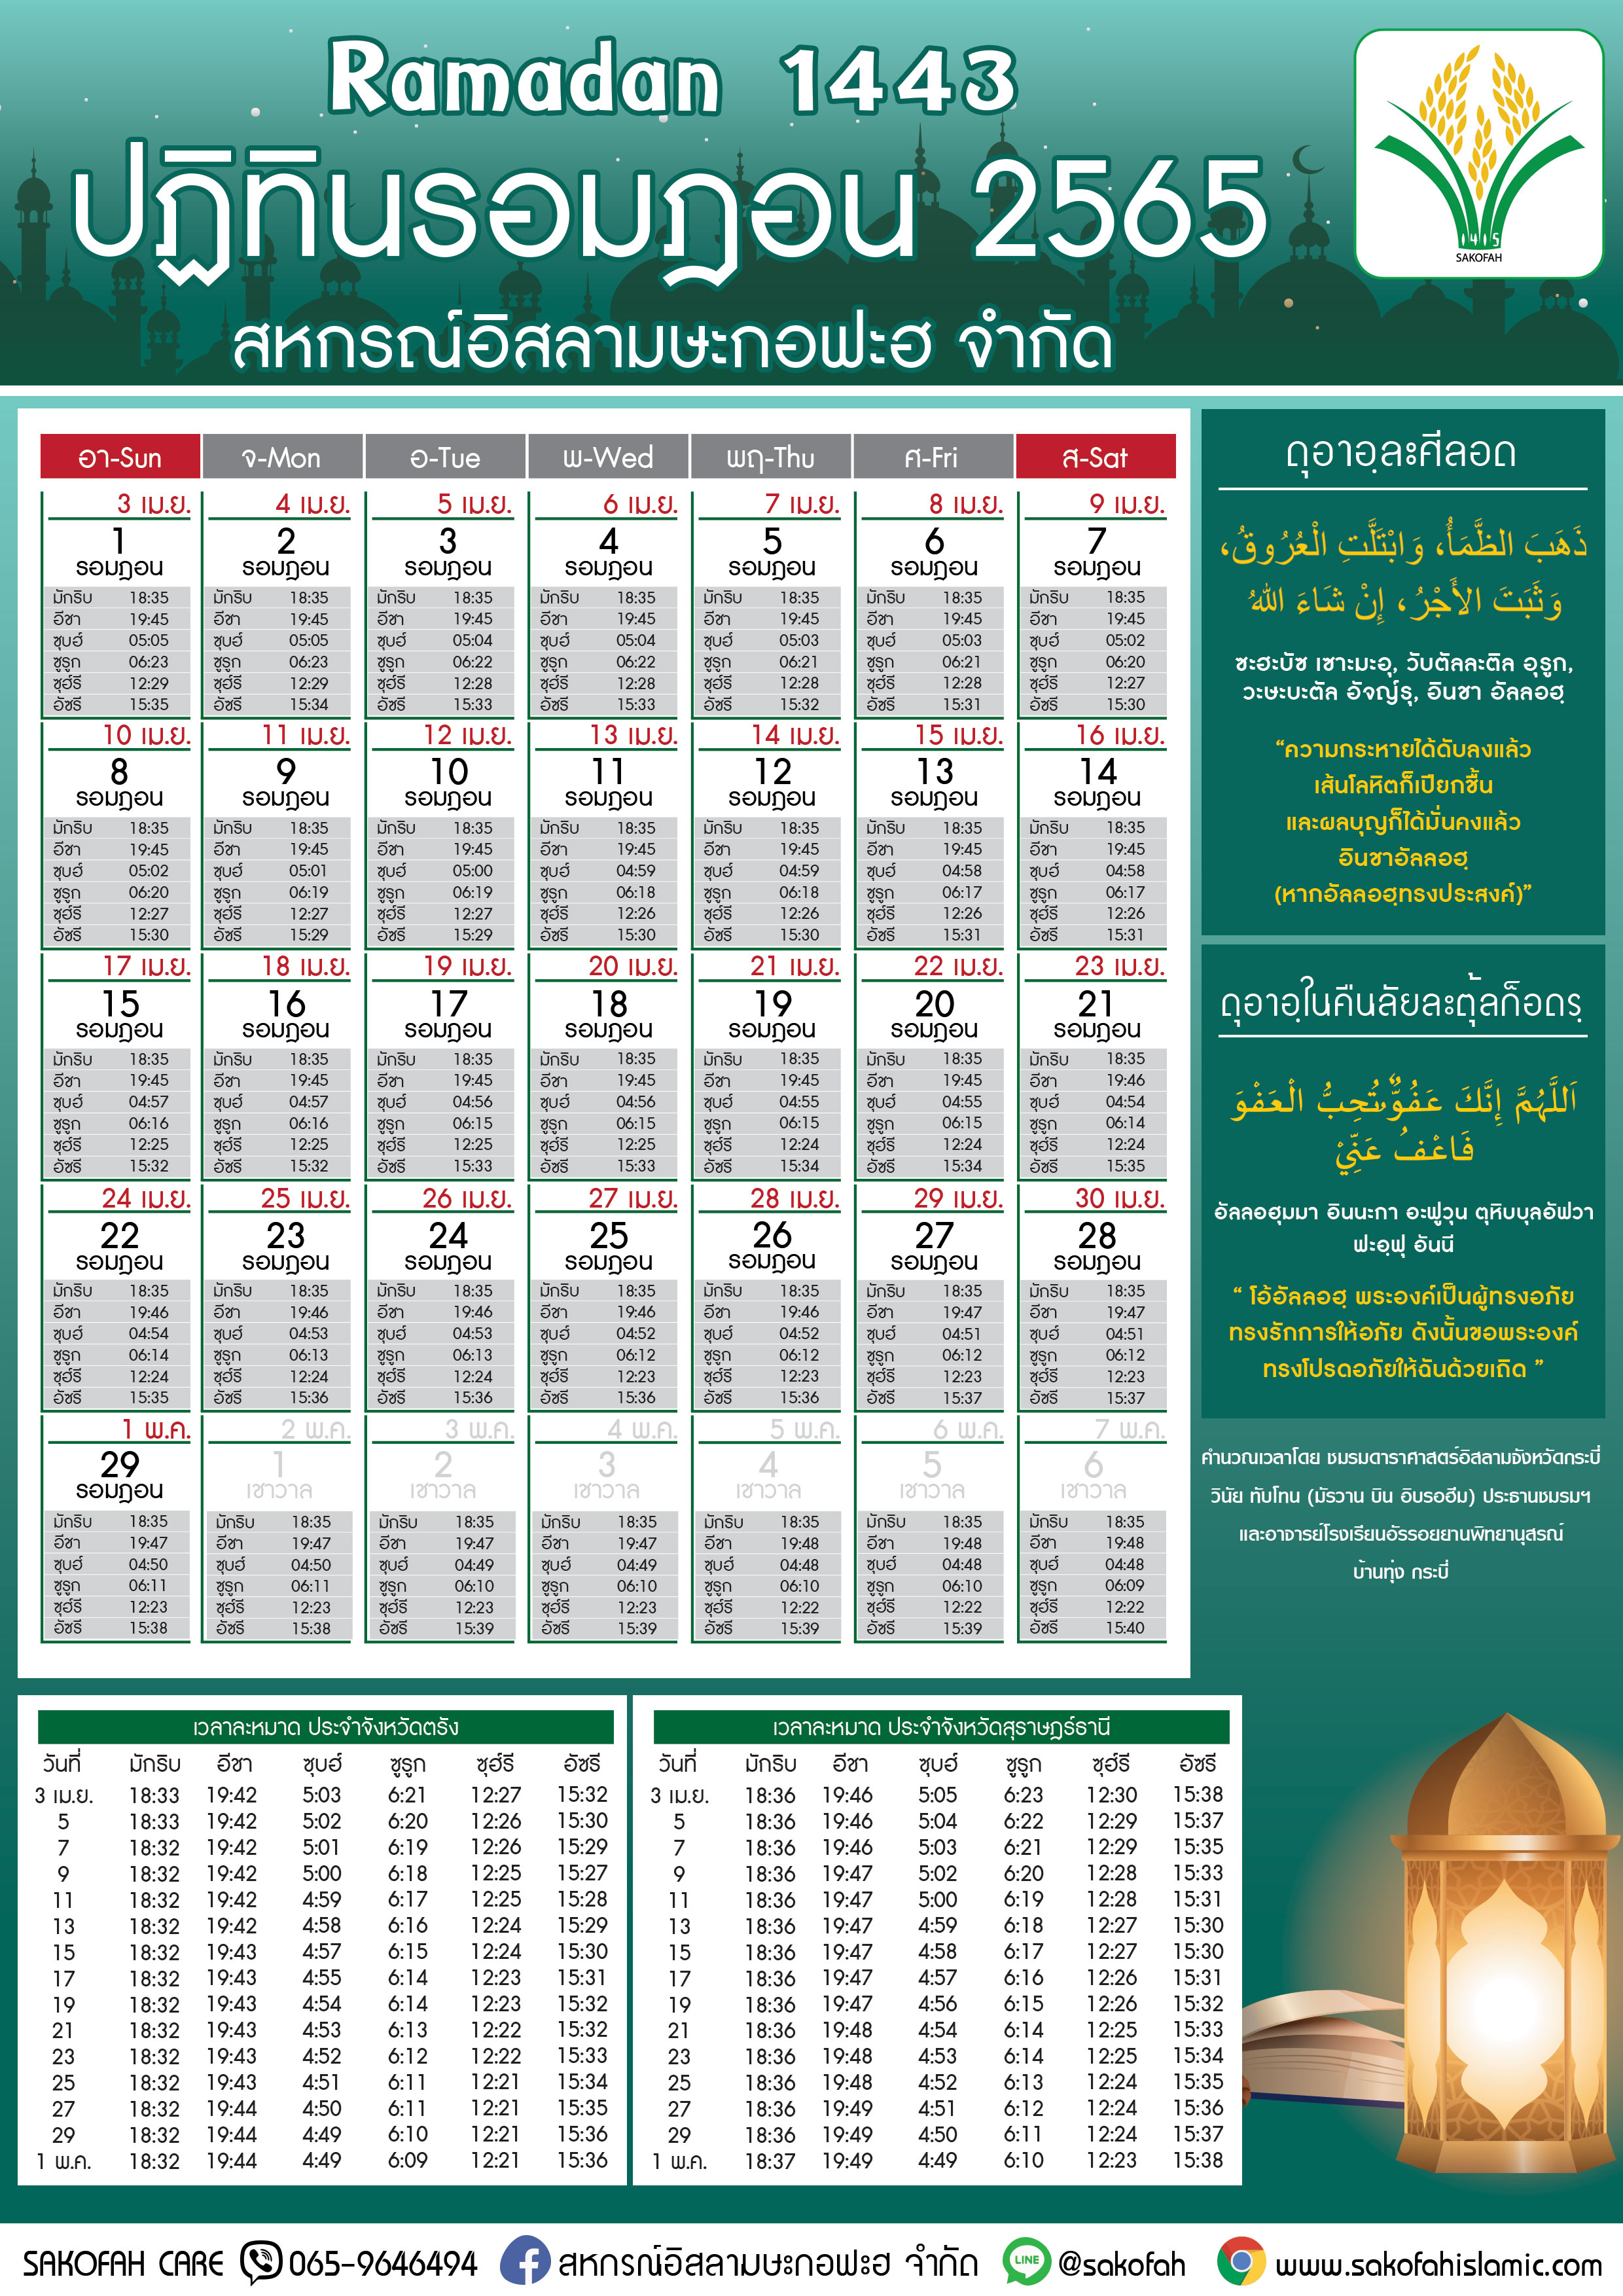 Ramadan 1443
ปฏิทินรอมฎอน 2565
สหกรณ์อิสลามษะกอฟะฮ จำกัด
1415
SAKOFAH
อา-Sun จ-Mon อ-Tue พ-Wed พฤ-Thu ศ-Fri ส-Sat
3 เม.ย. 4 เม.ย. 5 เม.ย. 6 เม.ย. 7 เม.ย. 8 เม.ย. 9 เม.ย.
1 2 3 4 5 6 7
รอมฎอน รอมฎอน รอมฎอน รอมฎอน รอมฎอน รอมฎอน รอมฎอน
มักริบ 18:35 มักริบ 18:35 มักริบ 18:35 มักริบ 18:35 มักริบ 18:35 มักริบ 18:35 มักริบ 18:35
อีชา 19:45 อีชา 19:45 อีชา 19:45 อีชา 19:45 อีชา 19:45 อีชา 19:45 อีชา 19:45
ซุบฮ์ 05:05 ซุบฮ์ 05:05 ซุบฮ์ 05:04 ซุบฮ์ 05:04 ซุบฮ์ 05:03 ซุบฮ์ 05:03 ซุบฮ์ 05:02
ชูรูก 06:23 ชูรูก 06:23 ชูรูก 06:22 ชูรูก 06:22 ชูรูก 06:21 ชูรูก 06:21 ชูรูก 06:20
ซุฮ์รี 12:29 ซุฮ์รี 12:29 ซุฮ์รี 12:28 ซุฮ์รี 12:28 ซุฮ์รี 12:28 ซุฮ์รี 12:28 ซุฮ์รี 12:27
อัซรี 15:35 อัซรี 15:34 อัซรี 15:33 อัซรี 15:33 อัซรี 15:32 อัซรี 15:31 อัซรี 15:30
10 เม.ย. 11 เม.ย. 12 เม.ย. 13 เม.ย. 14 เม.ย. 15 เม.ย. 16 เม.ย.
8 9 10 11 12 13 14
รอมฎอน รอมฎอน รอมฎอน รอมฎอน รอมฎอน รอมฎอน รอมฎอน
มักริบ 18:35 มักริบ 18:35 มักริบ 18:35 มักริบ 18:35 มักริบ 18:35 มักริบ 18:35 มักริบ 18:35
อีชา 19:45 อีชา 19:45 อีชา 19:45 อีชา 19:45 อีชา 19:45 อีชา 19:45 อีชา 19:45
ซุบฮ์ 05:02 ซุบฮ์ 05:01 ซุบฮ์ 05:00 ซุบฮ์ 04:59 ซุบฮ์ 04:59 ซุบฮ์ 04:58 ซุบฮ์ 04:58
ชูรูก 06:20 ชูรูก 06:19 ชูรูก 06:19 ชูรูก 06:18 ชูรูก 06:18 ชูรูก 06:17 ชูรูก 06:17
ซุฮ์รี 12:27 ซุฮ์รี 12:27 ซุฮ์รี 12:27 ซุฮ์รี 12:26 ซุฮ์รี 12:26 ซุฮ์รี 12:26 ซุฮ์รี 12:26
อัซรี 15:30 อัซรี 15:29 อัซรี 15:29 อัซรี 15:30 อัซรี 15:30 อัซรี 15:31 อัซรี 15:31
17 เม.ย. 18 เม.ย. 19 เม.ย. 20 เม.ย. 21 เม.ย. 22 เม.ย. 23 เม.ย.
15 16 17 18 19 20 21
รอมฎอน รอมฎอน รอมฎอน รอมฎอน รอมฎอน รอมฎอน รอมฎอน
มักริบ 18:35 มักริบ 18:35 มักริบ 18:35 มักริบ 18:35 มักริบ 18:35 มักริบ 18:35 มักริบ 18:35
อีชา 19:45 อีชา 19:45 อีชา 19:45 อีชา 19:45 อีชา 19:45 อีชา 19:45 อีชา 19:46
ซุบฮ์ 04:57 ซุบฮ์ 04:57 ซุบฮ์ 04:56 ซุบฮ์ 04:56 ซุบฮ์ 04:55 ซุบฮ์ 04:55 ซุบฮ์ 04:54
ชูรูก 06:16 ชูรูก 06:16 ชูรูก 06:15 ชูรูก 06:15 ชูรูก 06:15 ชูรูก 06:15 ชูรูก 06:14
ซุฮ์รี 12:25 ซุฮ์รี 12:25 ซุฮ์รี 12:25 ซุฮ์รี 12:25 ซุฮ์รี 12:24 ซุฮ์รี 12:24 ซุฮ์รี 12:24
อัซรี 15:32 อัซรี 15:32 อัซรี 15:33 อัซรี 15:33 อัซรี 15:34 อัซรี 15:34 อัซรี 15:35
24 เม.ย. 25 เม.ย. 26 เม.ย. 27 เม.ย. 28 เม.ย. 29 เม.ย. 30 เม.ย.
22 23 24 25 26 27 28
รอมฎอน รอมฎอน รอมฎอน รอมฎอน รอมฎอน รอมฎอน รอมฎอน
มักริบ 18:35 มักริบ 18:35 มักริบ 18:35 มักริบ 18:35 มักริบ 18:35 มักริบ 18:35 มักริบ 18:35
อีชา 19:46 อีชา 19:46 อีชา 19:46 อีชา 19:46 อีชา 19:46 อีชา 19:47 อีชา 19:47
ซุบฮ์ 04:54 ซุบฮ์ 04:53 ซุบฮ์ 04:53 ซุบฮ์ 04:52 ซุบฮ์ 04:52 ซุบฮ์ 04:51 ซุบฮ์ 04:51
ชูรูก 06:14 ชูรูก 06:13 ชูรูก 06:13 ชูรูก 06:12 ชูรูก 06:12 ชูรูก 06:12 ชูรูก 06:12
ซุฮ์รี 12:24 ซุฮ์รี 12:24 ซุฮ์รี 12:24 ซุฮ์รี 12:23 ซุฮ์รี 12:23 ซุฮ์รี 12:23 ซุฮ์รี 12:23
อัซรี 15:35 อัซรี 15:36 อัซรี 15:36 อัซรี 15:36 อัซรี 15:36 อัซรี 15:37 อัซรี 15:37
1 พ.ค. 2 พ.ค. 3 พ.ค. 4 พ.ค. 5 พ.ค. 6 พ.ค. 7 พ.ค.
29 1 2 3 4 5 6
รอมฎอน เชาวาล เชาวาล เชาวาล เชาวาล เชาวาล เชาวาล
มักริบ 18:35 มักริบ 18:35 มักริบ 18:35 มักริบ 18:35 มักริบ 18:35 มักริบ 18:35 มักริบ 18:35
อีชา 19:47 อีชา 19:47 อีชา 19:47 อีชา 19:47 อีชา 19:48 อีชา 19:48 อีชา 19:48
ซุบฮ์ 04:50 ซุบฮ์ 04:50 ซุบฮ์ 04:49 ซุบฮ์ 04:49 ซุบฮ์ 04:48 ซุบฮ์ 04:48 ซุบฮ์ 04:48
ชูรูก 06:11 ชูรูก 06:11 ชูรูก 06:10 ชูรูก 06:10 ชูรูก 06:10 ชูรูก 06:10 ชูรูก 06:09
ซุฮ์รี 12:23 ซุฮ์รี 12:23 ซุฮ์รี 12:23 ซุฮ์รี 12:23 ซุฮ์รี 12:22 ซุฮ์รี 12:22 ซุฮ์รี 12:22
อัซรี 15:38 อัซรี 15:38 อัซรี 15:39 อัซรี 15:39 อัซรี 15:39 อัซรี 15:39 อัซรี 15:40
ดุอาอฺละศีลอด
ذَهَبَ الظَّمَأُ، وَابْتَلَّتِ الْعُرُوقُ،
وَثَبَتَ الأَجْرُ، إِنْ شَاءَ اللهُ
ซะฮะบัซ เซาะมะอุ, วับตัลละติล อุรูก,
วะษะบะตัล อัจญ์รุ, อินชา อัลลอฮฺ
“ความกระหายได้ดับลงแล้ว
เส้นโลหิตก็เปียกชื้น
และผลบุญก็ได้มั่นคงแล้ว
อินชาอัลลอฮฺ
(หากอัลลอฮฺทรงประสงค์)”
ดุอาอฺในคืนลัยละตุ้ลก็อดรฺ
اَللَّهُمَّ إِنَّكَ عَفُوٌّ تُحِبُّ الْعَفْوَ
فَاعْفُ عَنِّيْ
อัลลอฮุมมา อินนะกา อะฟูวุน ตุหิบบุลอัฟวา
ฟะอฺฟุ อันนี
“ โอ้อัลลอฮฺ พระองค์เป็นผู้ทรงอภัย
ทรงรักการให้อภัย ดังนั้นขอพระองค์
ทรงโปรดอภัยให้ฉันด้วยเถิด ”
คำนวณเวลาโดย ชมรมดาราศาสตร์อิสลามจังหวัดกระบี่
วินัย ทับโทน (มัรวาน บิน อิบรอฮีม) ประธานชมรมฯ
และอาจารย์โรงเรียนอัรรอยยานพิทยานุสรณ์
บ้านทุ่ง กระบี่
เวลาละหมาด ประจำจังหวัดตรัง
วันที่ มักริบ อีชา ซุบฮ์ ชูรูก ซุฮ์รี อัซรี
3 เม.ย. 18:33 19:42 5:03 6:21 12:27 15:32
5 18:33 19:42 5:02 6:20 12:26 15:30
7 18:32 19:42 5:01 6:19 12:26 15:29
9 18:32 19:42 5:00 6:18 12:25 15:27
11 18:32 19:42 4:59 6:17 12:25 15:28
13 18:32 19:42 4:58 6:16 12:24 15:29
15 18:32 19:43 4:57 6:15 12:24 15:30
17 18:32 19:43 4:55 6:14 12:23 15:31
19 18:32 19:43 4:54 6:14 12:23 15:32
21 18:32 19:43 4:53 6:13 12:22 15:32
23 18:32 19:43 4:52 6:12 12:22 15:33
25 18:32 19:43 4:51 6:11 12:21 15:34
27 18:32 19:44 4:50 6:11 12:21 15:35
29 18:32 19:44 4:49 6:10 12:21 15:36
1 พ.ค. 18:32 19:44 4:49 6:09 12:21 15:36
เวลาละหมาด ประจำจังหวัดสุราษฎร์ธานี
วันที่ มักริบ อีชา ซุบฮ์ ชูรูก ซุฮ์รี อัซรี
3 เม.ย. 18:36 19:46 5:05 6:23 12:30 15:38
5 18:36 19:46 5:04 6:22 12:29 15:37
7 18:36 19:46 5:03 6:21 12:29 15:35
9 18:36 19:47 5:02 6:20 12:28 15:33
11 18:36 19:47 5:00 6:19 12:28 15:31
13 18:36 19:47 4:59 6:18 12:27 15:30
15 18:36 19:47 4:58 6:17 12:27 15:30
17 18:36 19:47 4:57 6:16 12:26 15:31
19 18:36 19:47 4:56 6:15 12:26 15:32
21 18:36 19:48 4:54 6:14 12:25 15:33
23 18:36 19:48 4:53 6:14 12:25 15:34
25 18:36 19:48 4:52 6:13 12:24 15:35
27 18:36 19:49 4:51 6:12 12:24 15:36
29 18:36 19:49 4:50 6:11 12:24 15:37
1 พ.ค. 18:37 19:49 4:49 6:10 12:23 15:38
SAKOFAH CARE 065-9646494 สหกรณ์อิสลามษะกอฟะฮ จำกัด LINE @sakofah www.sakofahislamic.com